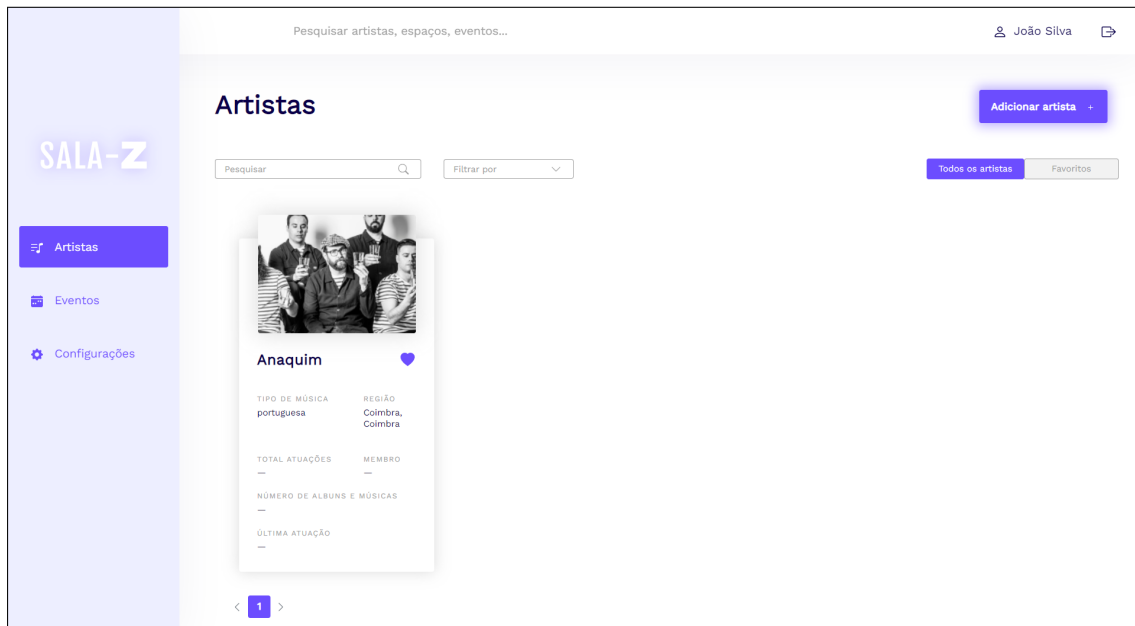 Pesquisar artistas, espaços, eventos...
João Silva
SALA-Z
Artistas
Eventos
Configurações
Artistas
Adicionar artista +
Pesquisar
Filtrar por
Todos os artistas
Favoritos
Anaquim
TIPO DE MÚSICA
portuguesa
REGIÃO
Coimbra,
Coimbra
TOTAL ATUAÇÕES
—
MEMBRO
—
NÚMERO DE ALBUNS E MÚSICAS
—
ÚLTIMA ATUAÇÃO
—
< 1 >